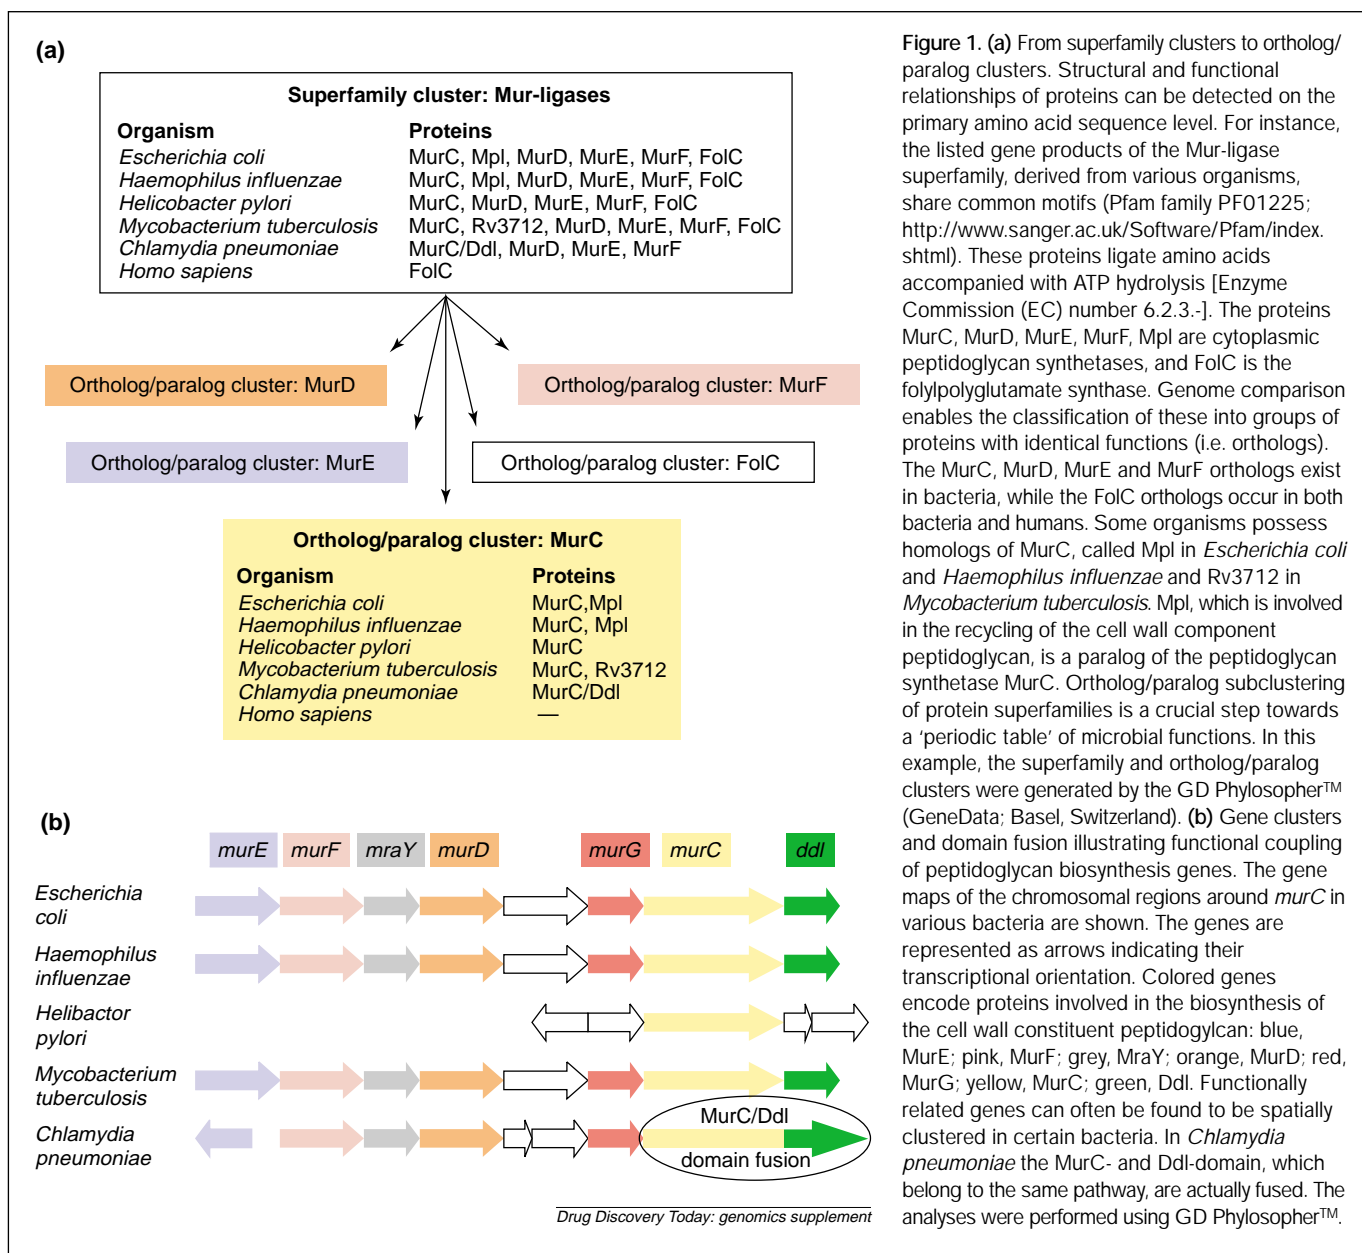 (a)
Superfamily cluster: Mur-ligases
Organism Proteins
Escherichia coli MurC, Mpl, MurD, MurE, MurF, FolC
Haemophilus influenzae MurC, Mpl, MurD, MurE, MurF, FolC
Helicobacter pylori MurC, MurD, MurE, MurF, FolC
Mycobacterium tuberculosis MurC, Rv3712, MurD, MurE, MurF, FolC
Chlamydia pneumoniae MurC/Ddl, MurD, MurE, MurF
Homo sapiens FolC
Ortholog/paralog cluster: MurD
Ortholog/paralog cluster: MurF
Ortholog/paralog cluster: MurE
Ortholog/paralog cluster: FolC
Ortholog/paralog cluster: MurC
Organism Proteins
Escherichia coli MurC,Mpl
Haemophilus influenzae MurC, Mpl
Helicobacter pylori MurC
Mycobacterium tuberculosis MurC, Rv3712
Chlamydia pneumoniae MurC/Ddl
Homo sapiens —
(b)
murE murF mraY murD murG murC ddl
Escherichia
coli
Haemophilus
influenzae
Helibactor
pylori
Mycobacterium
tuberculosis
Chlamydia
pneumoniae
MurC/Ddl
domain fusion
Drug Discovery Today: genomics supplement
Figure 1. (a) From superfamily clusters to ortholog/
paralog clusters. Structural and functional
relationships of proteins can be detected on the
primary amino acid sequence level. For instance,
the listed gene products of the Mur-ligase
superfamily, derived from various organisms,
share common motifs (Pfam family PF01225;
http://www.sanger.ac.uk/Software/Pfam/index.
shtml). These proteins ligate amino acids
accompanied with ATP hydrolysis [Enzyme
Commission (EC) number 6.2.3.-]. The proteins
MurC, MurD, MurE, MurF, Mpl are cytoplasmic
peptidoglycan synthetases, and FolC is the
folylpolyglutamate synthase. Genome comparison
enables the classification of these into groups of
proteins with identical functions (i.e. orthologs).
The MurC, MurD, MurE and MurF orthologs exist
in bacteria, while the FolC orthologs occur in both
bacteria and humans. Some organisms possess
homologs of MurC, called Mpl in Escherichia coli
and Haemophilus influenzae and Rv3712 in
Mycobacterium tuberculosis. Mpl, which is involved
in the recycling of the cell wall component
peptidoglycan, is a paralog of the peptidoglycan
synthetase MurC. Ortholog/paralog subclustering
of protein superfamilies is a crucial step towards
a 'periodic table' of microbial functions. In this
example, the superfamily and ortholog/paralog
clusters were generated by the GD Phylosopher™
(GeneData; Basel, Switzerland). (b) Gene clusters
and domain fusion illustrating functional coupling
of peptidoglycan biosynthesis genes. The gene
maps of the chromosomal regions around murC in
various bacteria are shown. The genes are
represented as arrows indicating their
transcriptional orientation. Colored genes
encode proteins involved in the biosynthesis of
the cell wall constituent peptidogylcan: blue,
MurE; pink, MurF; grey, MraY; orange, MurD; red,
MurG; yellow, MurC; green, Ddl. Functionally
related genes can often be found to be spatially
clustered in certain bacteria. In Chlamydia
pneumoniae the MurC- and Ddl-domain, which
belong to the same pathway, are actually fused. The
analyses were performed using GD Phylosopher™.